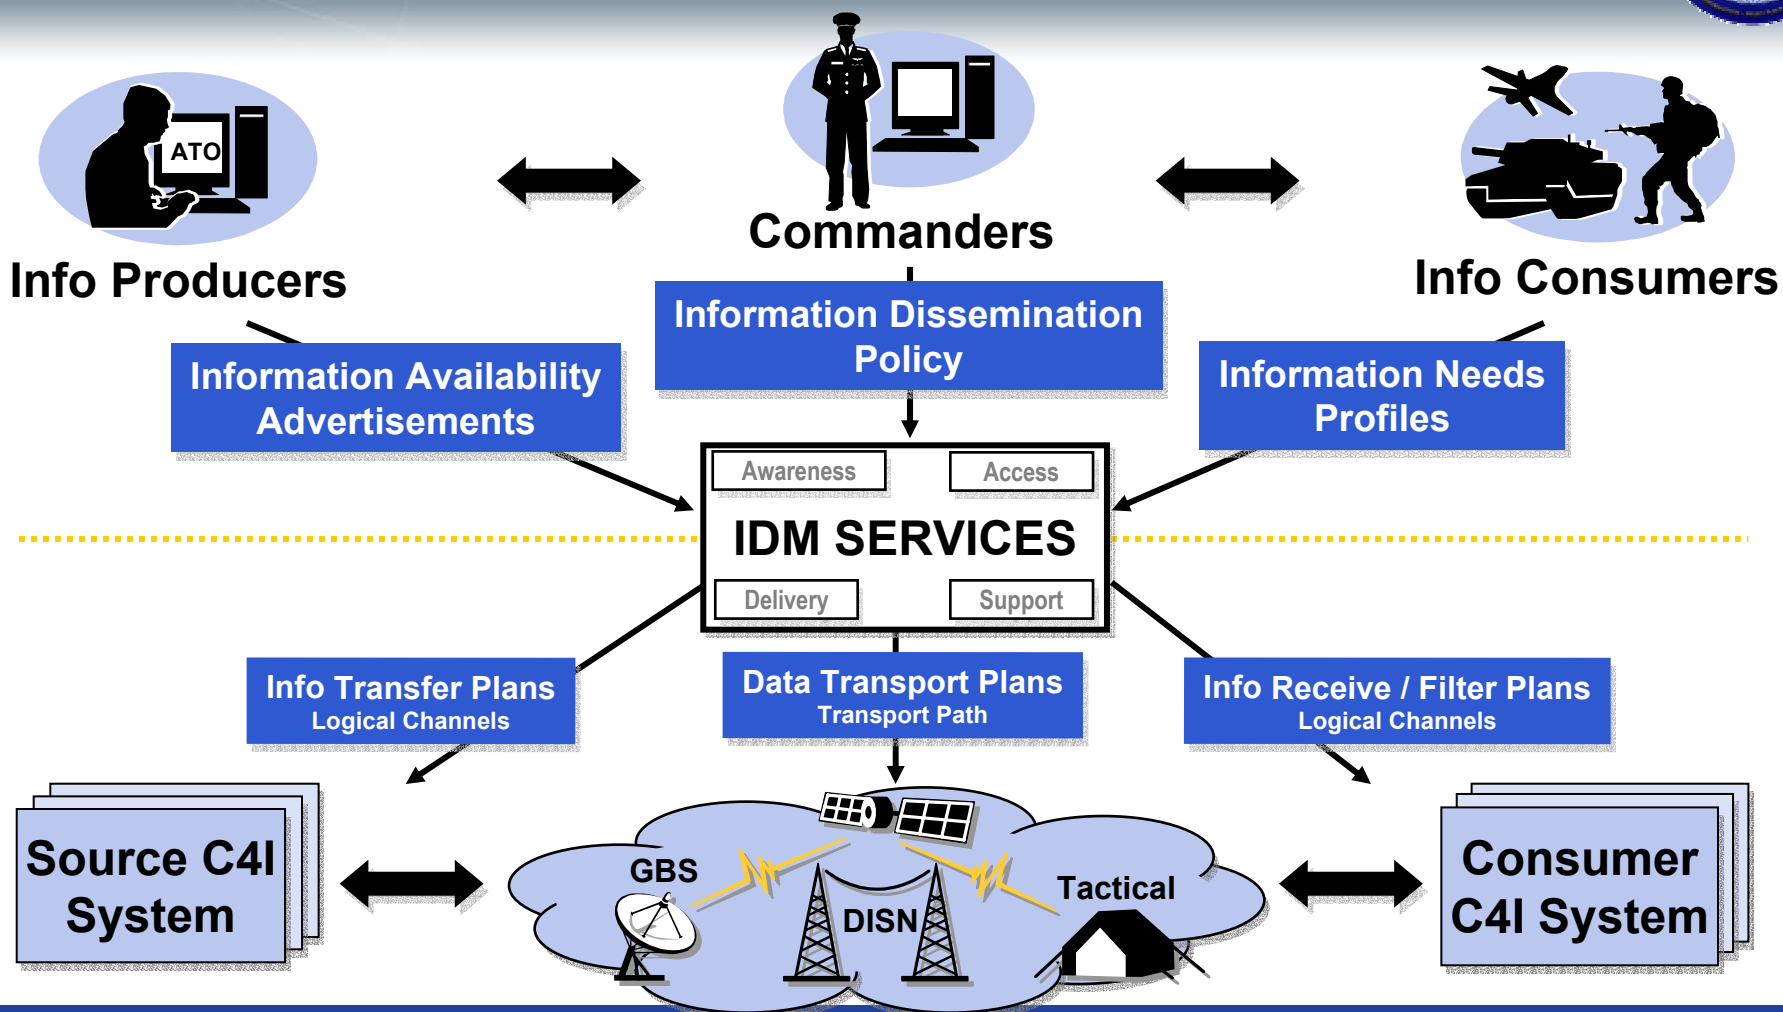 ATO
Commanders
Info Producers
Info Consumers
Information Dissemination
Policy
Information Availability
Advertisements
Information Needs
Profiles
Awareness
Access
IDM SERVICES
Delivery
Support
Info Transfer Plans
Logical Channels
Data Transport Plans
Transport Path
Info Receive / Filter Plans
Logical Channels
Source C4I
System
GBS
DISN
Tactical
Consumer
C4I System